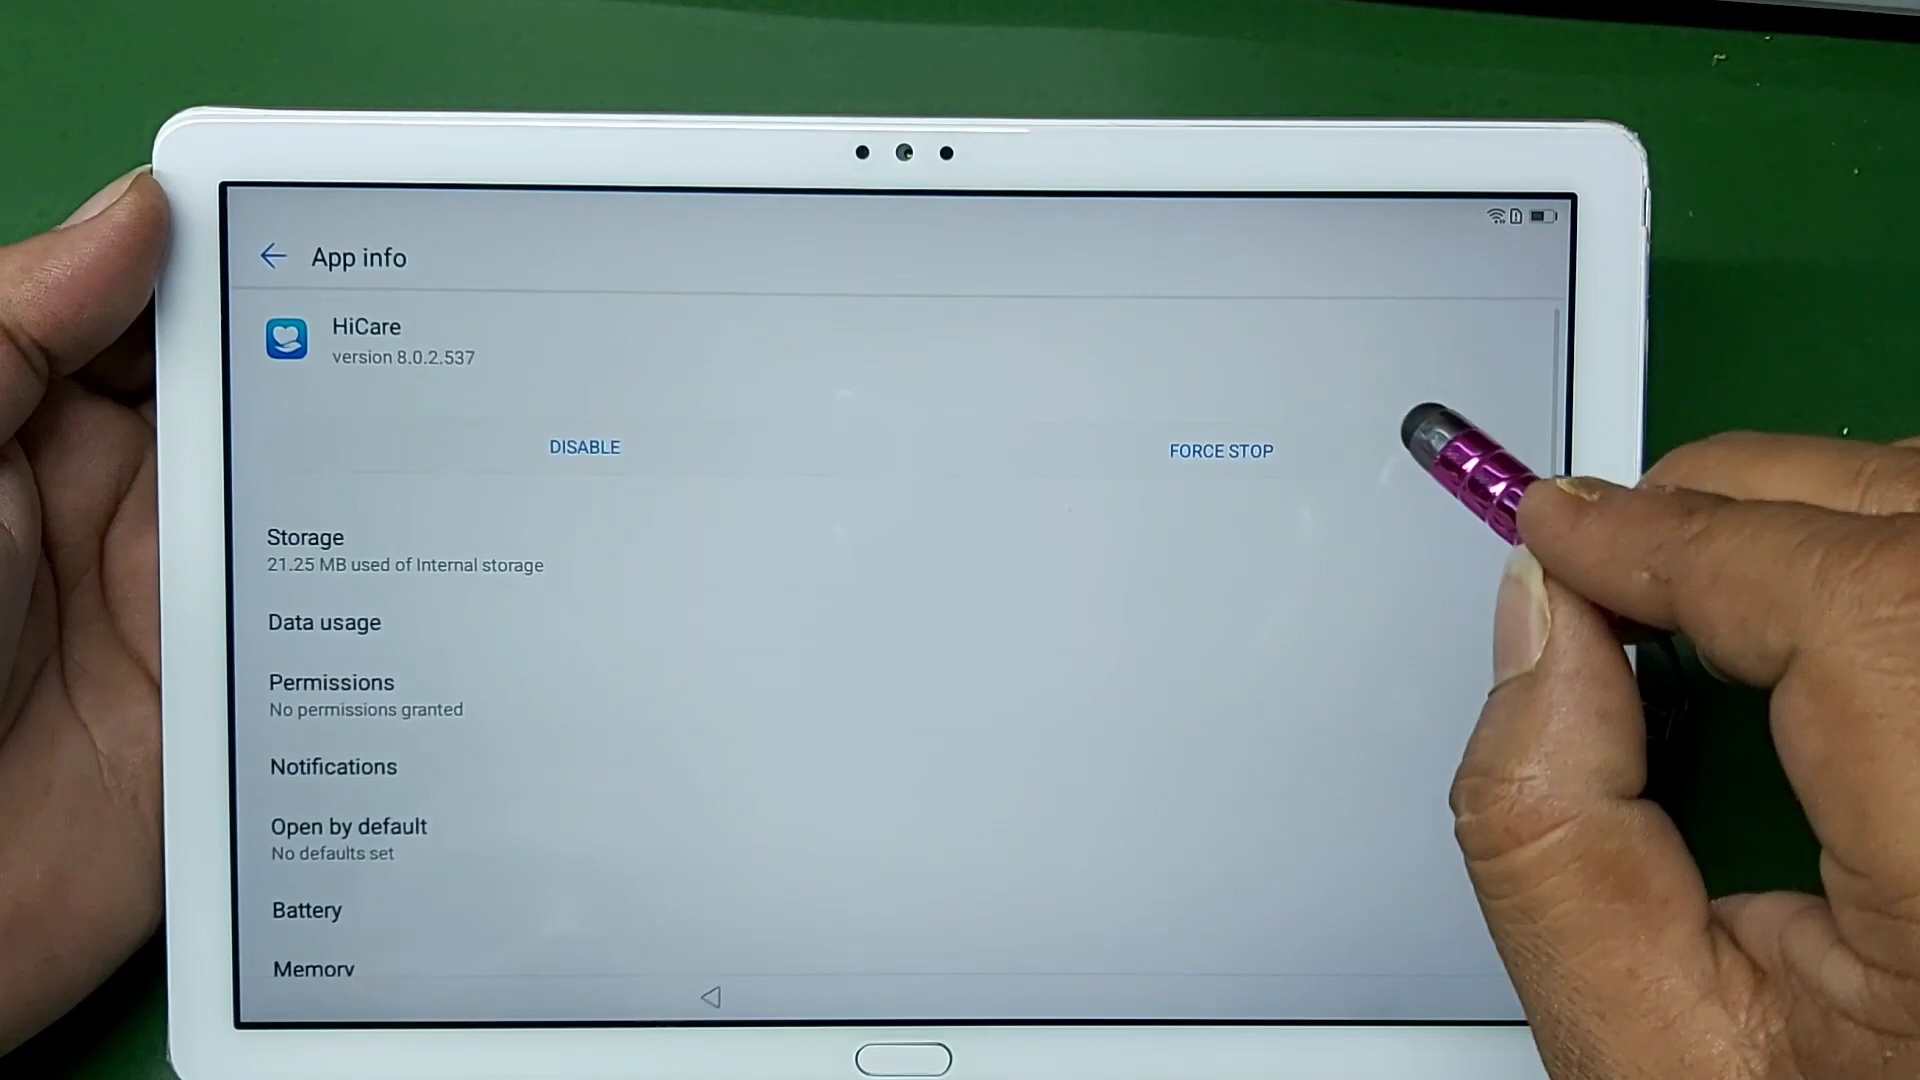 App info
HiCare
version 8.0.2.537
DISABLE
FORCE STOP
Storage
21.25 MB used of Internal storage
Data usage
Permissions
No permissions granted
Notifications
Open by default
No defaults set
Battery
Memory